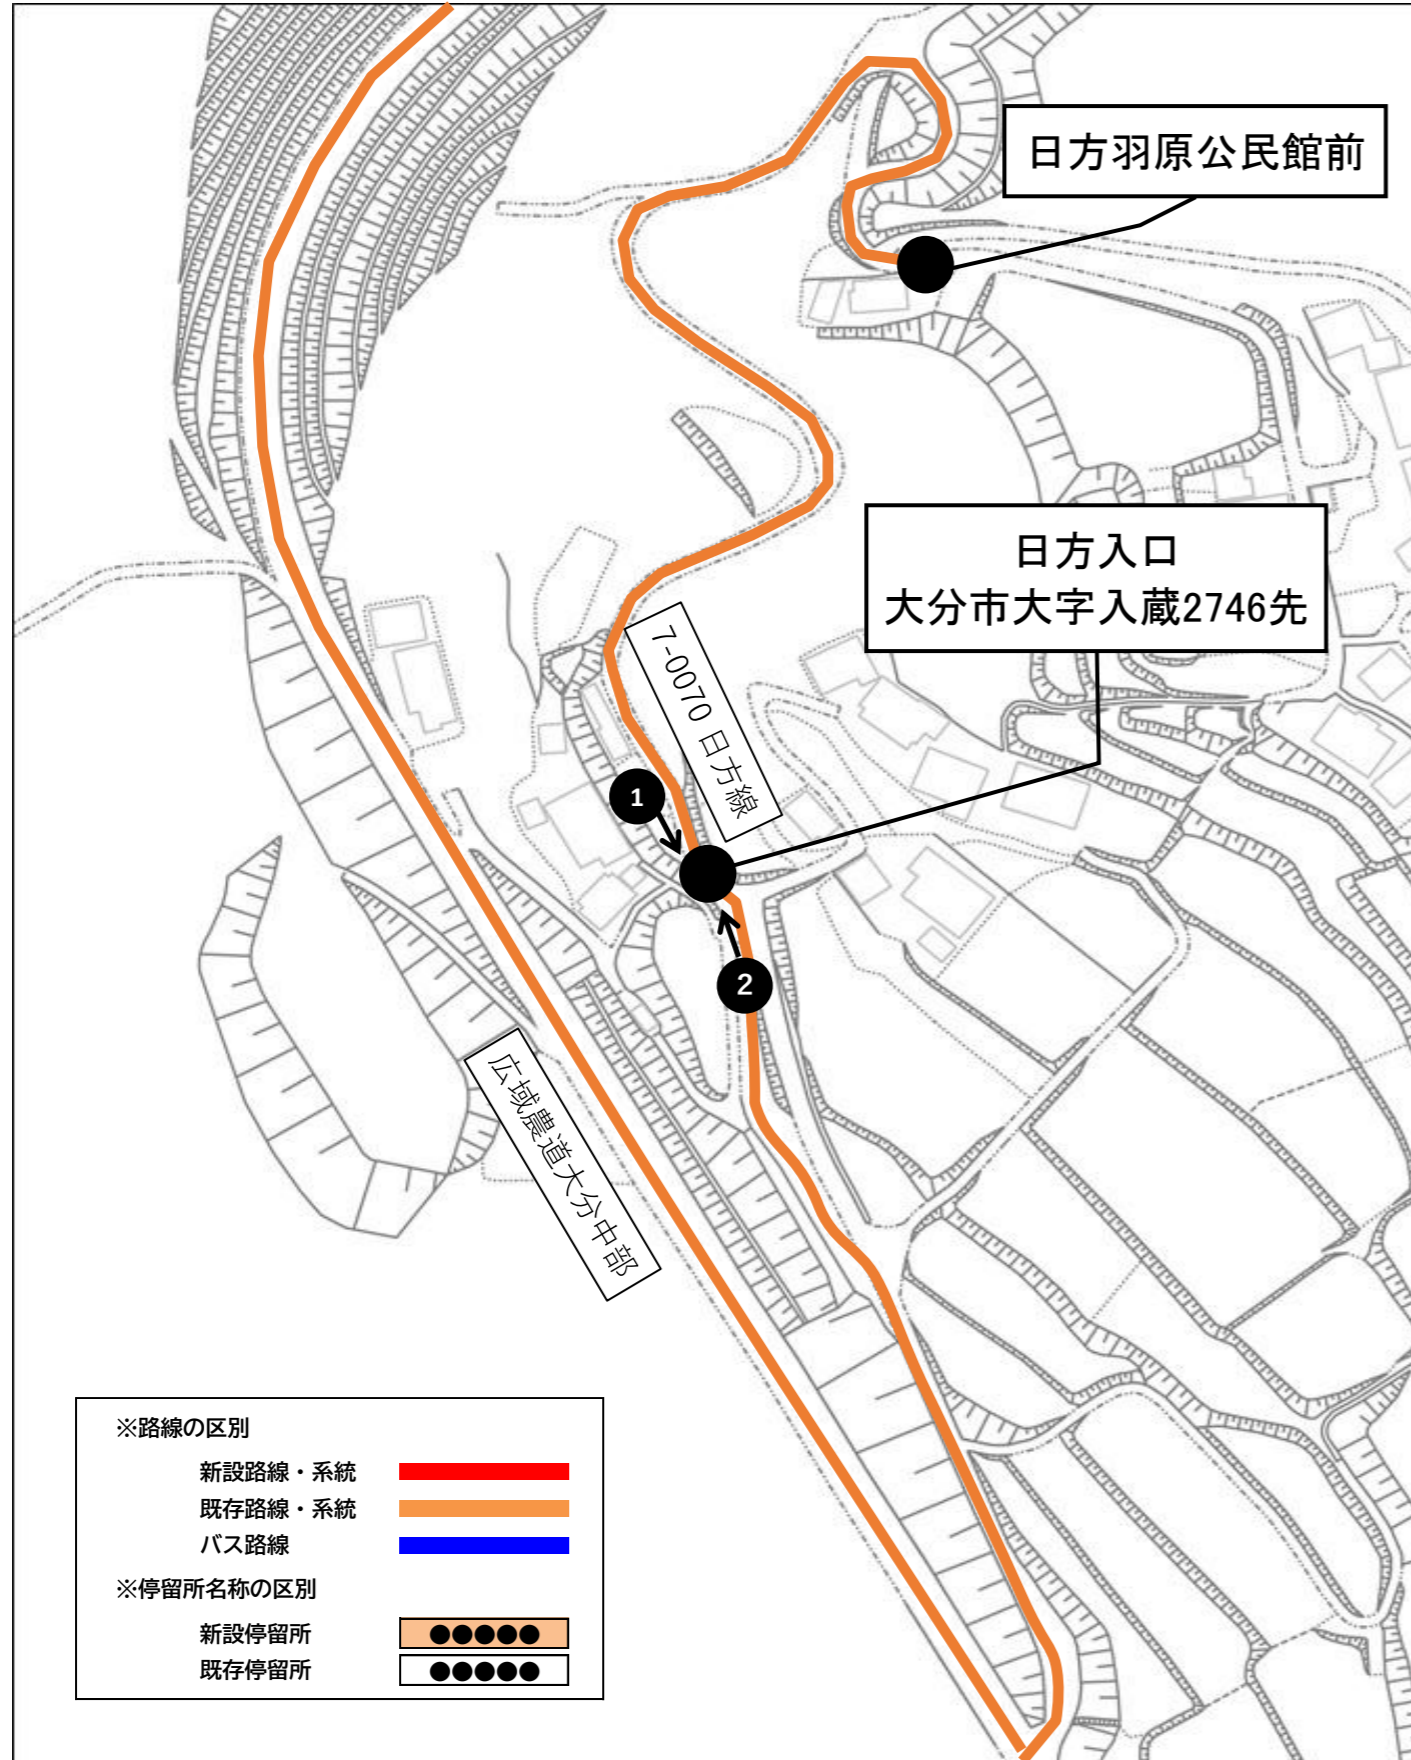 日方羽原公民館前
日方入口
大分市大字入蔵2746先
7-0070 日方線
1
2
広域農道大分中部
※路線の区別
新設路線・系統
既存路線・系統
バス路線
※停留所名称の区別
新設停留所 ●●●●●
既存停留所 ●●●●●